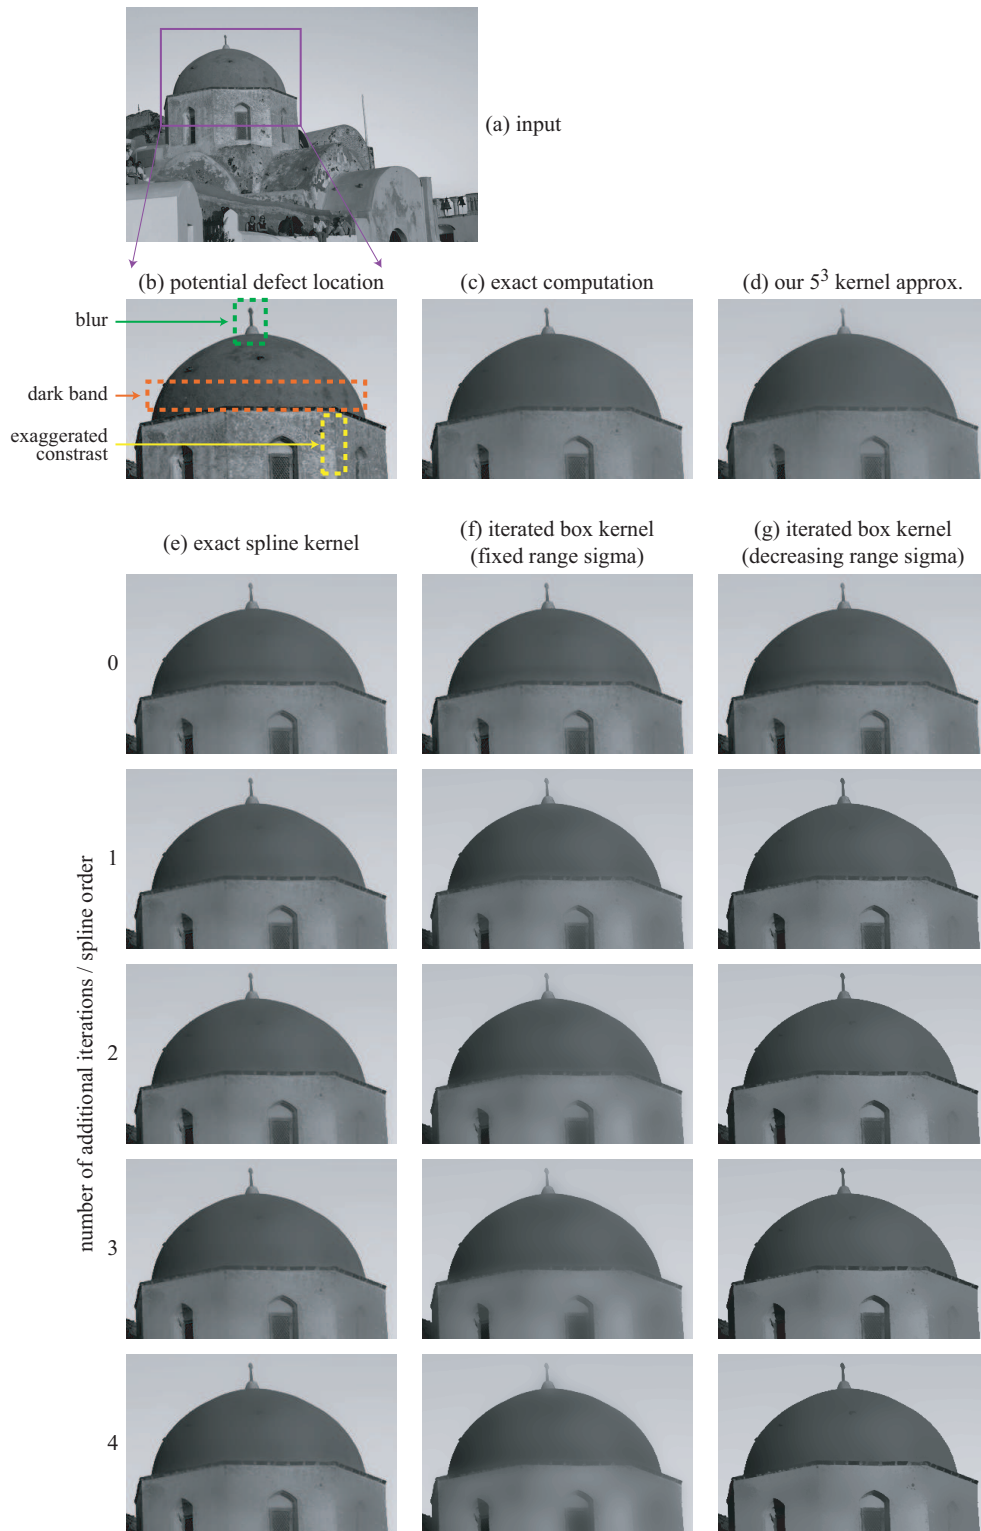 (a) input
(b) potential defect location
(c) exact computation
(d) our 5³ kernel approx.
blur
dark band
exaggerated
constrast
(e) exact spline kernel
(f) iterated box kernel
(fixed range sigma)
(g) iterated box kernel
(decreasing range sigma)
number of additional iterations / spline order
0
1
2
3
4